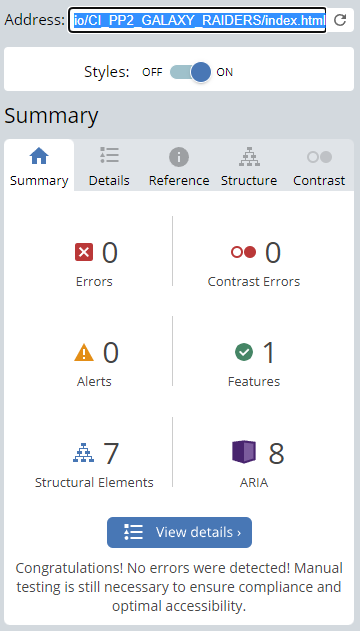 Address: io/CI_PP2_GALAXY_RAIDERS/index.html
Styles: OFF ON
Summary
Summary Details Reference Structure Contrast
0 0
Errors Contrast Errors
0 1
Alerts Features
7 8
Structural Elements ARIA
View details ›
Congratulations! No errors were detected! Manual
testing is still necessary to ensure compliance and
optimal accessibility.